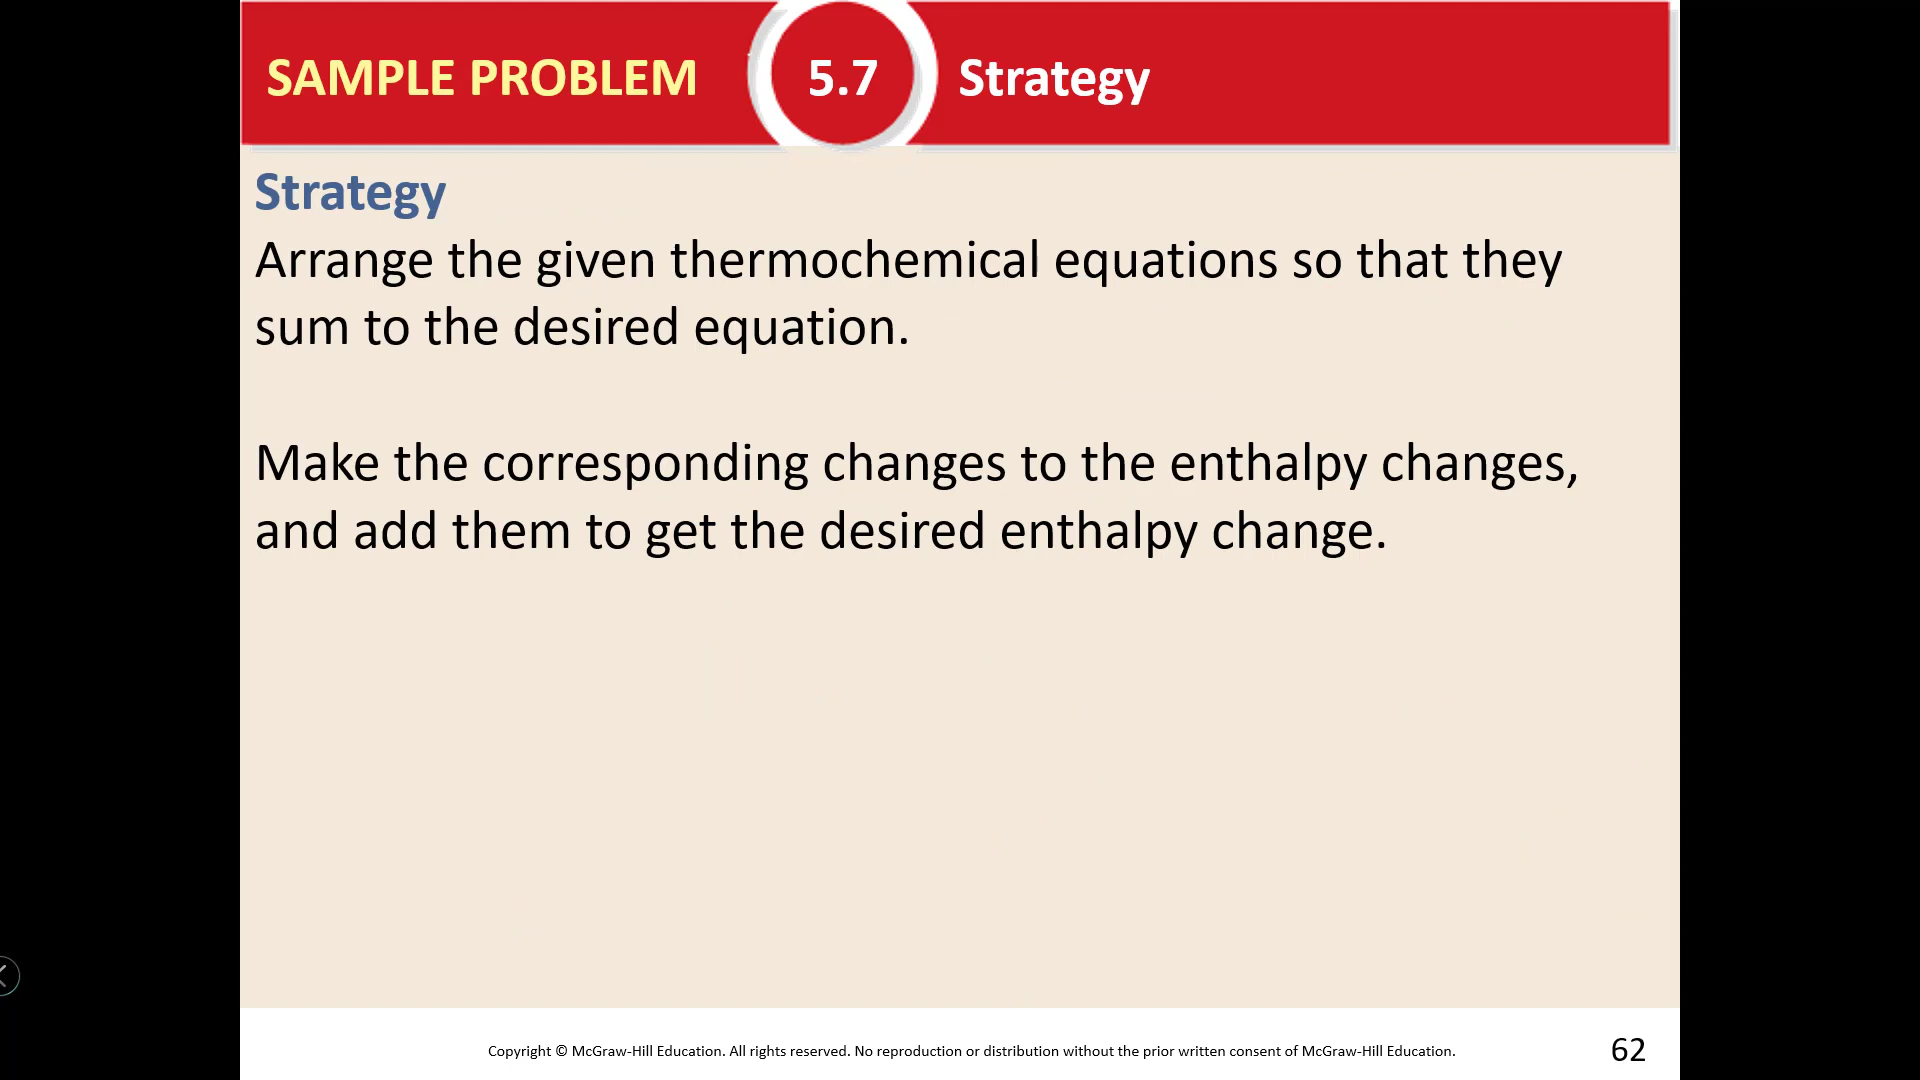 SAMPLE PROBLEM 5.7 Strategy
Strategy
Arrange the given thermochemical equations so that they
sum to the desired equation.
Make the corresponding changes to the enthalpy changes,
and add them to get the desired enthalpy change.
Copyright © McGraw-Hill Education. All rights reserved. No reproduction or distribution without the prior written consent of McGraw-Hill Education.
62